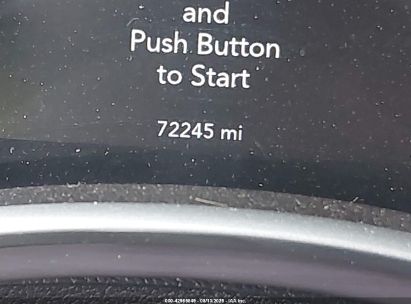 and
Push Button
to Start
72245 mi